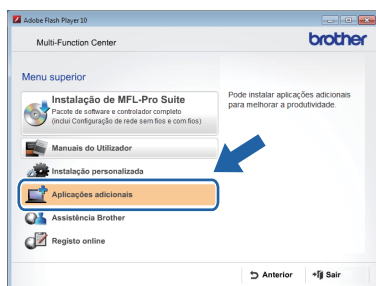 Adobe Flash Player 10
Multi-Function Center
brother
Menu superior
Instalação de MFL-Pro Suite
Pacote de software e controlador completo
(inclui Configuração de rede sem fios e com fios)
Manuais do Utilizador
Instalação personalizada
Aplicações adicionais
Assistência Brother
Registo online
Pode instalar aplicações adicionais
para melhorar a produtividade.
Anterior
Sair